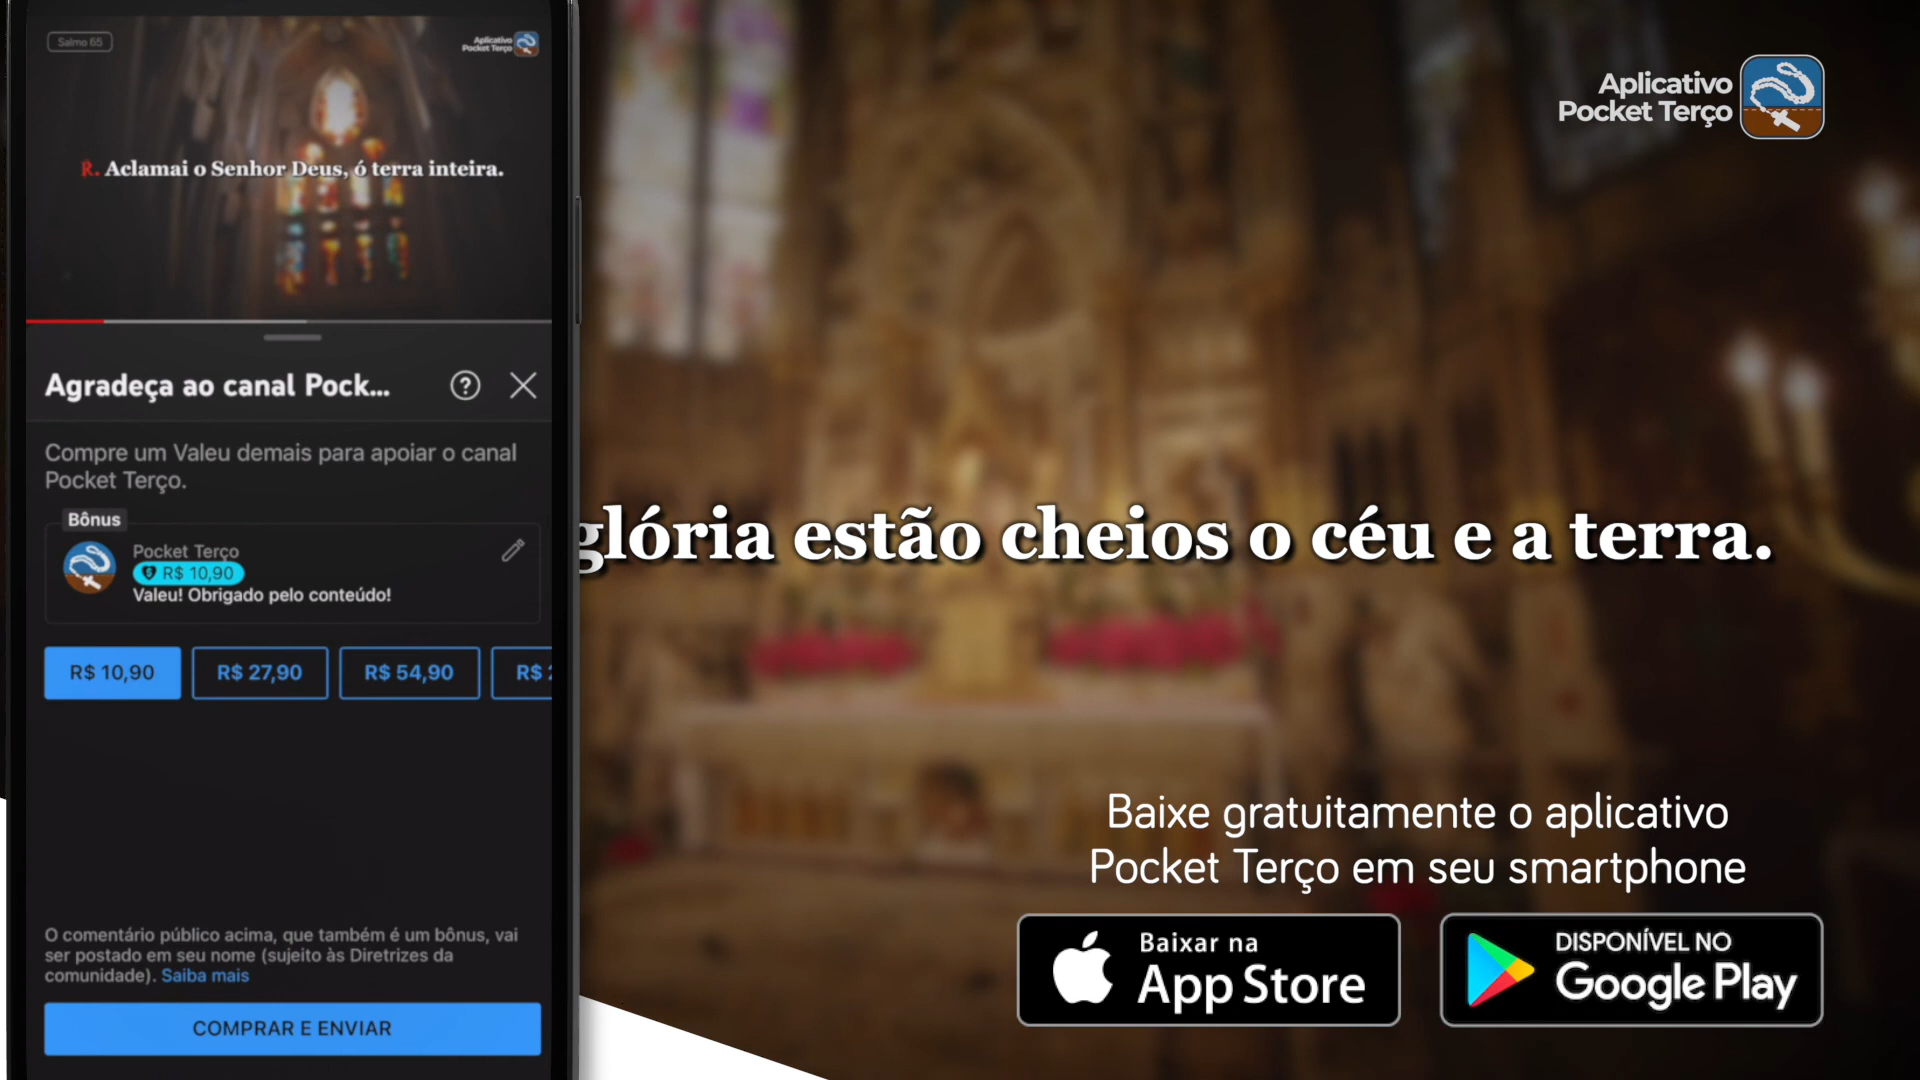 Salmo 65
Aplicativo
Pocket Terço
R. Aclamai o Senhor Deus, ó terra inteira.
Agradeça ao canal Pock...
Compre um Valeu demais para apoiar o canal
Pocket Terço.
Bônus
Pocket Terço
R$ 10,90
Valeu! Obrigado pelo conteúdo!
R$ 10,90
R$ 27,90
R$ 54,90
R$
O comentário público acima, que também é um bônus, vai
ser postado em seu nome (sujeito às Diretrizes da
comunidade). Saiba mais
COMPRAR E ENVIAR
Aplicativo
Pocket Terço
glória estão cheios o céu e a terra.
Baixe gratuitamente o aplicativo
Pocket Terço em seu smartphone
Baixar na
App Store
DISPONÍVEL NO
Google Play